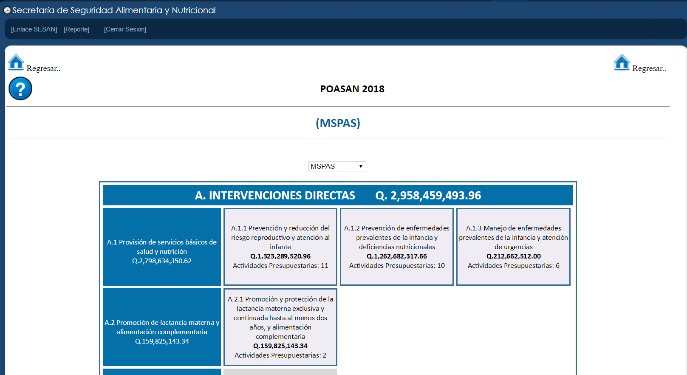 Secretaría de Seguridad Alimentaria y Nutricional
[Enlace SESAN] [Reporte] [Cerrar Sesion]
Regresar.. Regresar..
?
POASAN 2018
(MSPAS)
MSPAS
A. INTERVENCIONES DIRECTAS Q. 2,958,459,493.96
A.1 Provisión de servicios básicos de
salud y nutrición
Q.2,798,634,350.62
A.1.1 Prevención y reducción del
riesgo reproductivo y atención al
infante
Q.1,323,289,520.96
Actividades Presupuestarias: 11
A.1.2 Prevención de enfermedades
prevalentes de la infancia y
deficiencias nutricionales
Q.1,262,682,317.66
Actividades Presupuestarias: 10
A.1.3 Manejo de enfermedades
prevalentes de la infancia y atención
de urgencias
Q.212,662,512.00
Actividades Presupuestarias: 6
A.2 Promoción de lactancia materna y
alimentación complementaria
Q.159,825,143.34
A.2.1 Promoción y protección de la
lactancia materna exclusiva y
continuada hasta al menos dos
años, y alimentación
complementaria
Q.159,825,143.34
Actividades Presupuestarias: 2